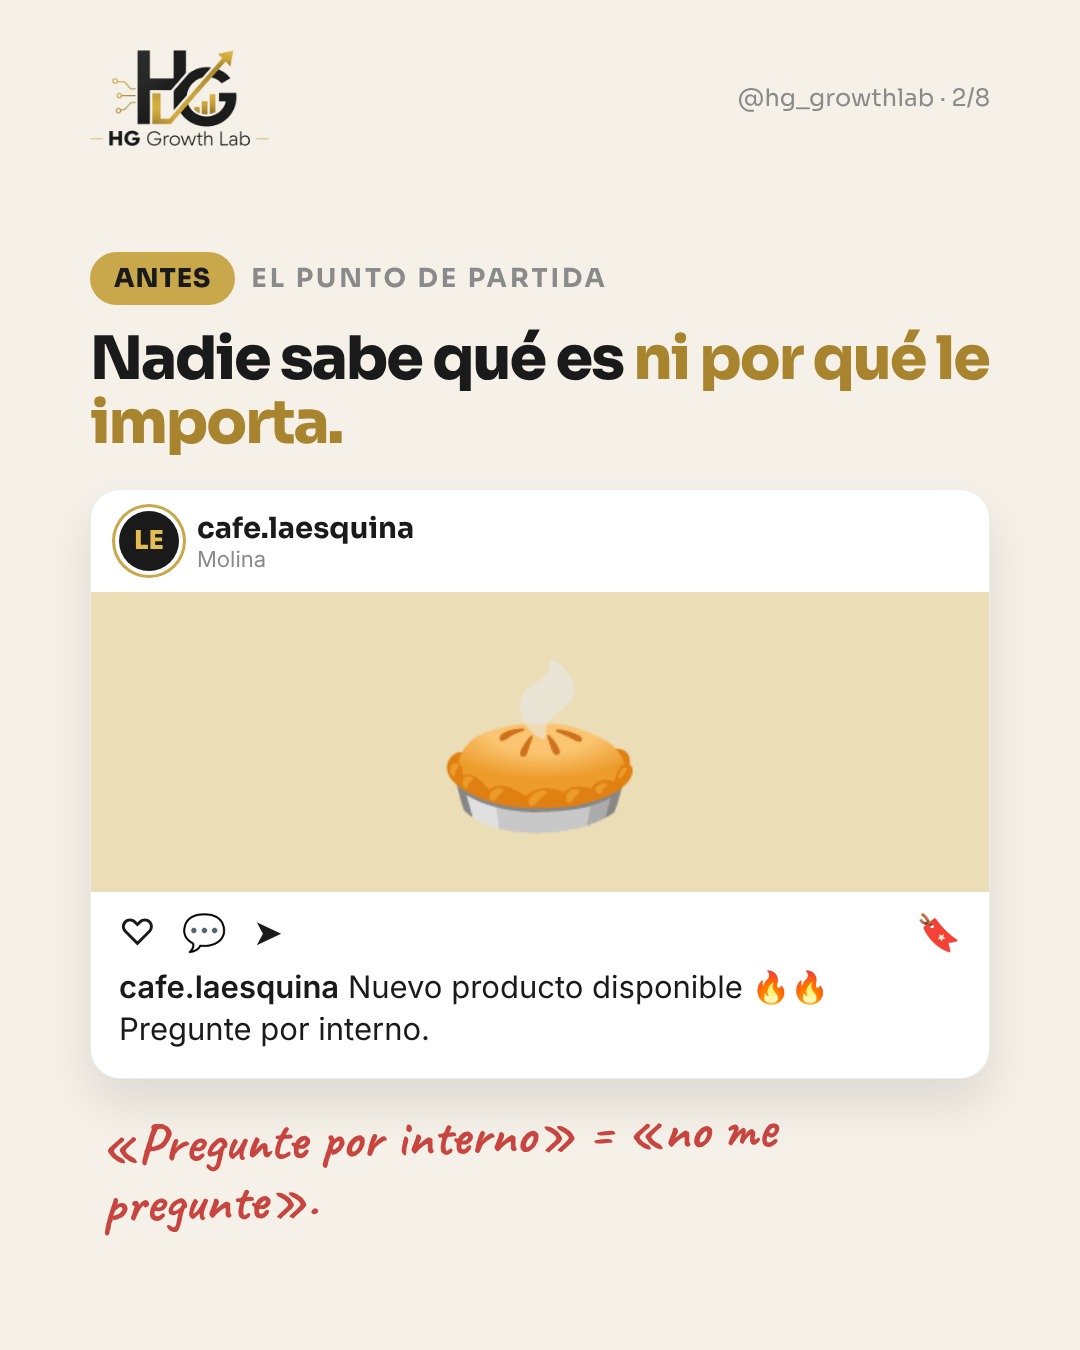 HG
HG Growth Lab
@hg_growthlab · 2/8
ANTES EL PUNTO DE PARTIDA
Nadie sabe qué es ni por qué le
importa.
LE
cafe.laesquina
Molina
cafe.laesquina Nuevo producto disponible 🔥🔥
Pregunte por interno.
«Pregunte por interno» = «no me
pregunte».